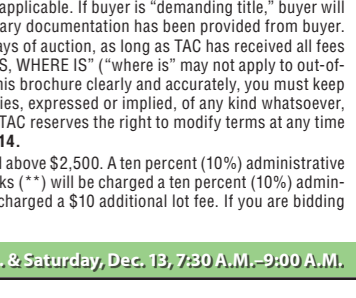 applicable. If buyer is “demanding title,” buyer will
ary documentation has been provided from buyer.
ays of auction, as long as TAC has received all fees
S, WHERE IS” (“where is” may not apply to out-of-
his brochure clearly and accurately, you must keep
ies, expressed or implied, of any kind whatsoever,
TAC reserves the right to modify terms at any time
14.
d above $2,500. A ten percent (10%) administrative
ks (**) will be charged a ten percent (10%) admin-
charged a $10 additional lot fee. If you are bidding
. & Saturday, Dec. 13, 7:30 A.M.–9:00 A.M.